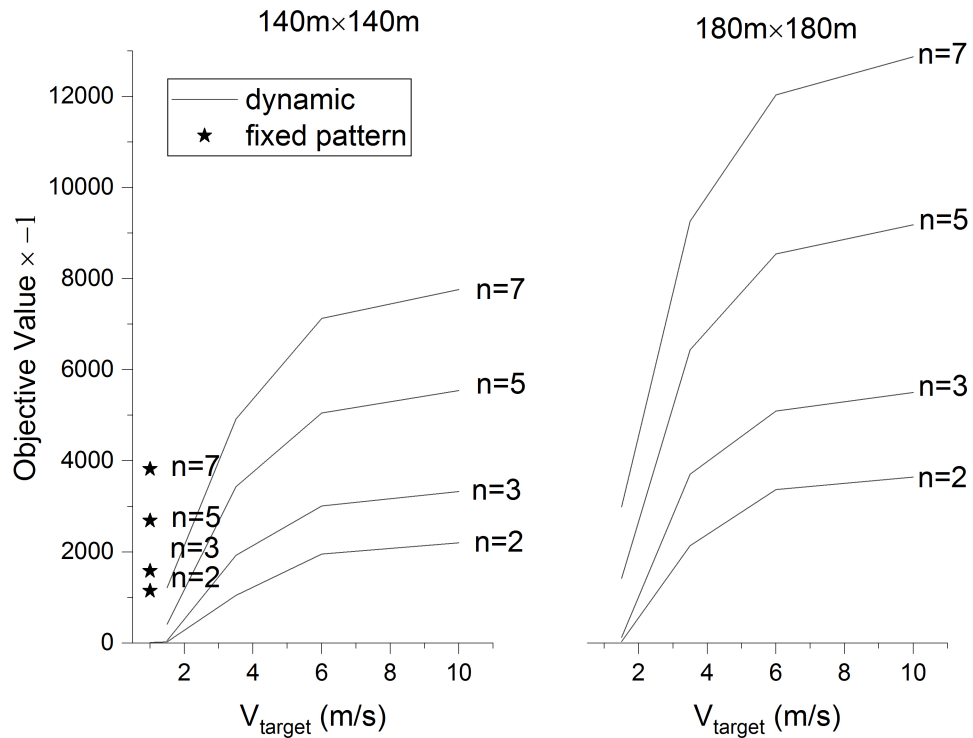 140m×140m
180m×180m
dynamic
fixed pattern
Objective Value × −1
12000
10000
8000
6000
4000
2000
0
n=7
n=5
n=3
n=2
n=7
n=5
n=3
n=2
n=7
n=5
n=3
n=2
2 4 6 8 10
2 4 6 8 10
Vtarget (m/s)
Vtarget (m/s)